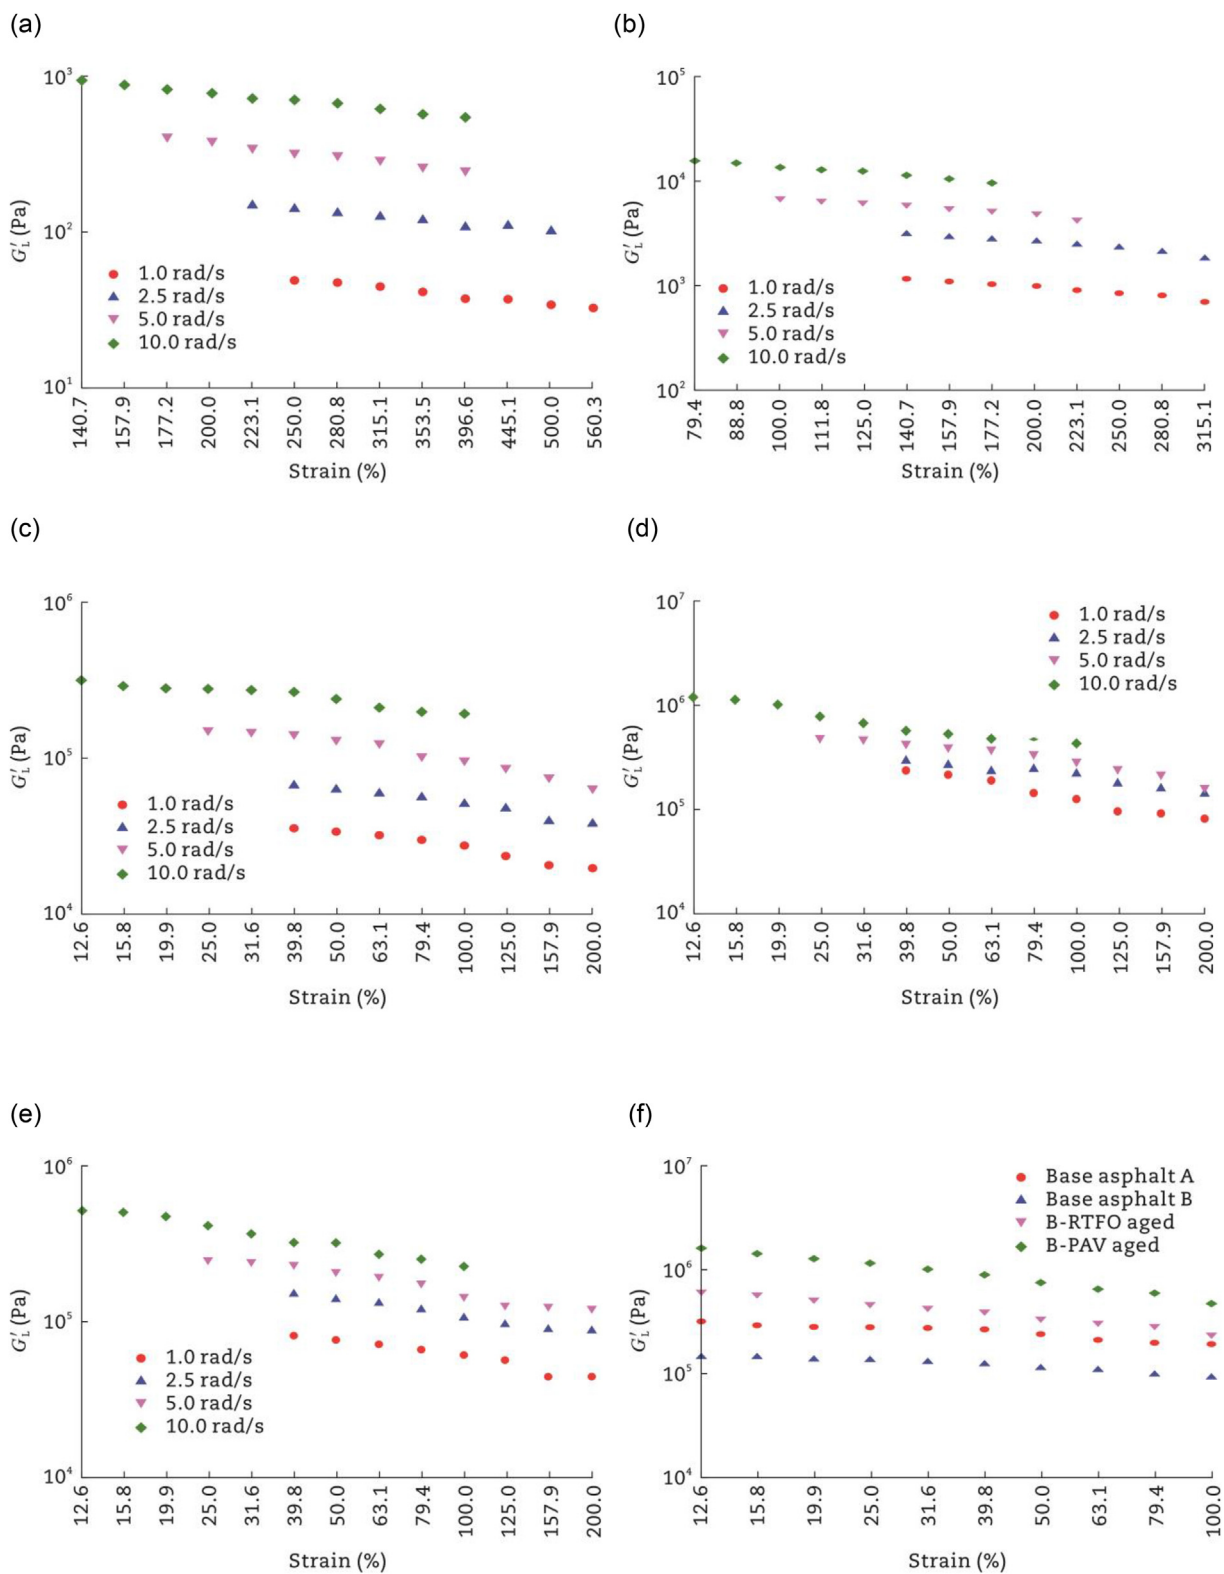 (a)
10³
10²
10¹
G'L (Pa)
1.0 rad/s
2.5 rad/s
5.0 rad/s
10.0 rad/s
140.7 157.9 177.2 200.0 223.1 250.0 280.8 315.1 353.5 396.6 445.1 500.0 560.3
Strain (%)
(b)
10⁵
10⁴
10³
10²
G'L (Pa)
1.0 rad/s
2.5 rad/s
5.0 rad/s
10.0 rad/s
79.4 88.8 100.0 111.8 125.0 140.7 157.9 177.2 200.0 223.1 250.0 280.8 315.1
Strain (%)
(c)
10⁶
10⁵
10⁴
G'L (Pa)
1.0 rad/s
2.5 rad/s
5.0 rad/s
10.0 rad/s
12.6 15.8 19.9 25.0 31.6 39.8 50.0 63.1 79.4 100.0 125.0 157.9 200.0
Strain (%)
(d)
10⁷
10⁶
10⁵
10⁴
G'L (Pa)
1.0 rad/s
2.5 rad/s
5.0 rad/s
10.0 rad/s
12.6 15.8 19.9 25.0 31.6 39.8 50.0 63.1 79.4 100.0 125.0 157.9 200.0
Strain (%)
(e)
10⁶
10⁵
10⁴
G'L (Pa)
1.0 rad/s
2.5 rad/s
5.0 rad/s
10.0 rad/s
12.6 15.8 19.9 25.0 31.6 39.8 50.0 63.1 79.4 100.0 125.0 157.9 200.0
Strain (%)
(f)
10⁷
10⁶
10⁵
10⁴
G'L (Pa)
Base asphalt A
Base asphalt B
B-RTFO aged
B-PAV aged
12.6 15.8 19.9 25.0 31.6 39.8 50.0 63.1 79.4 100.0
Strain (%)